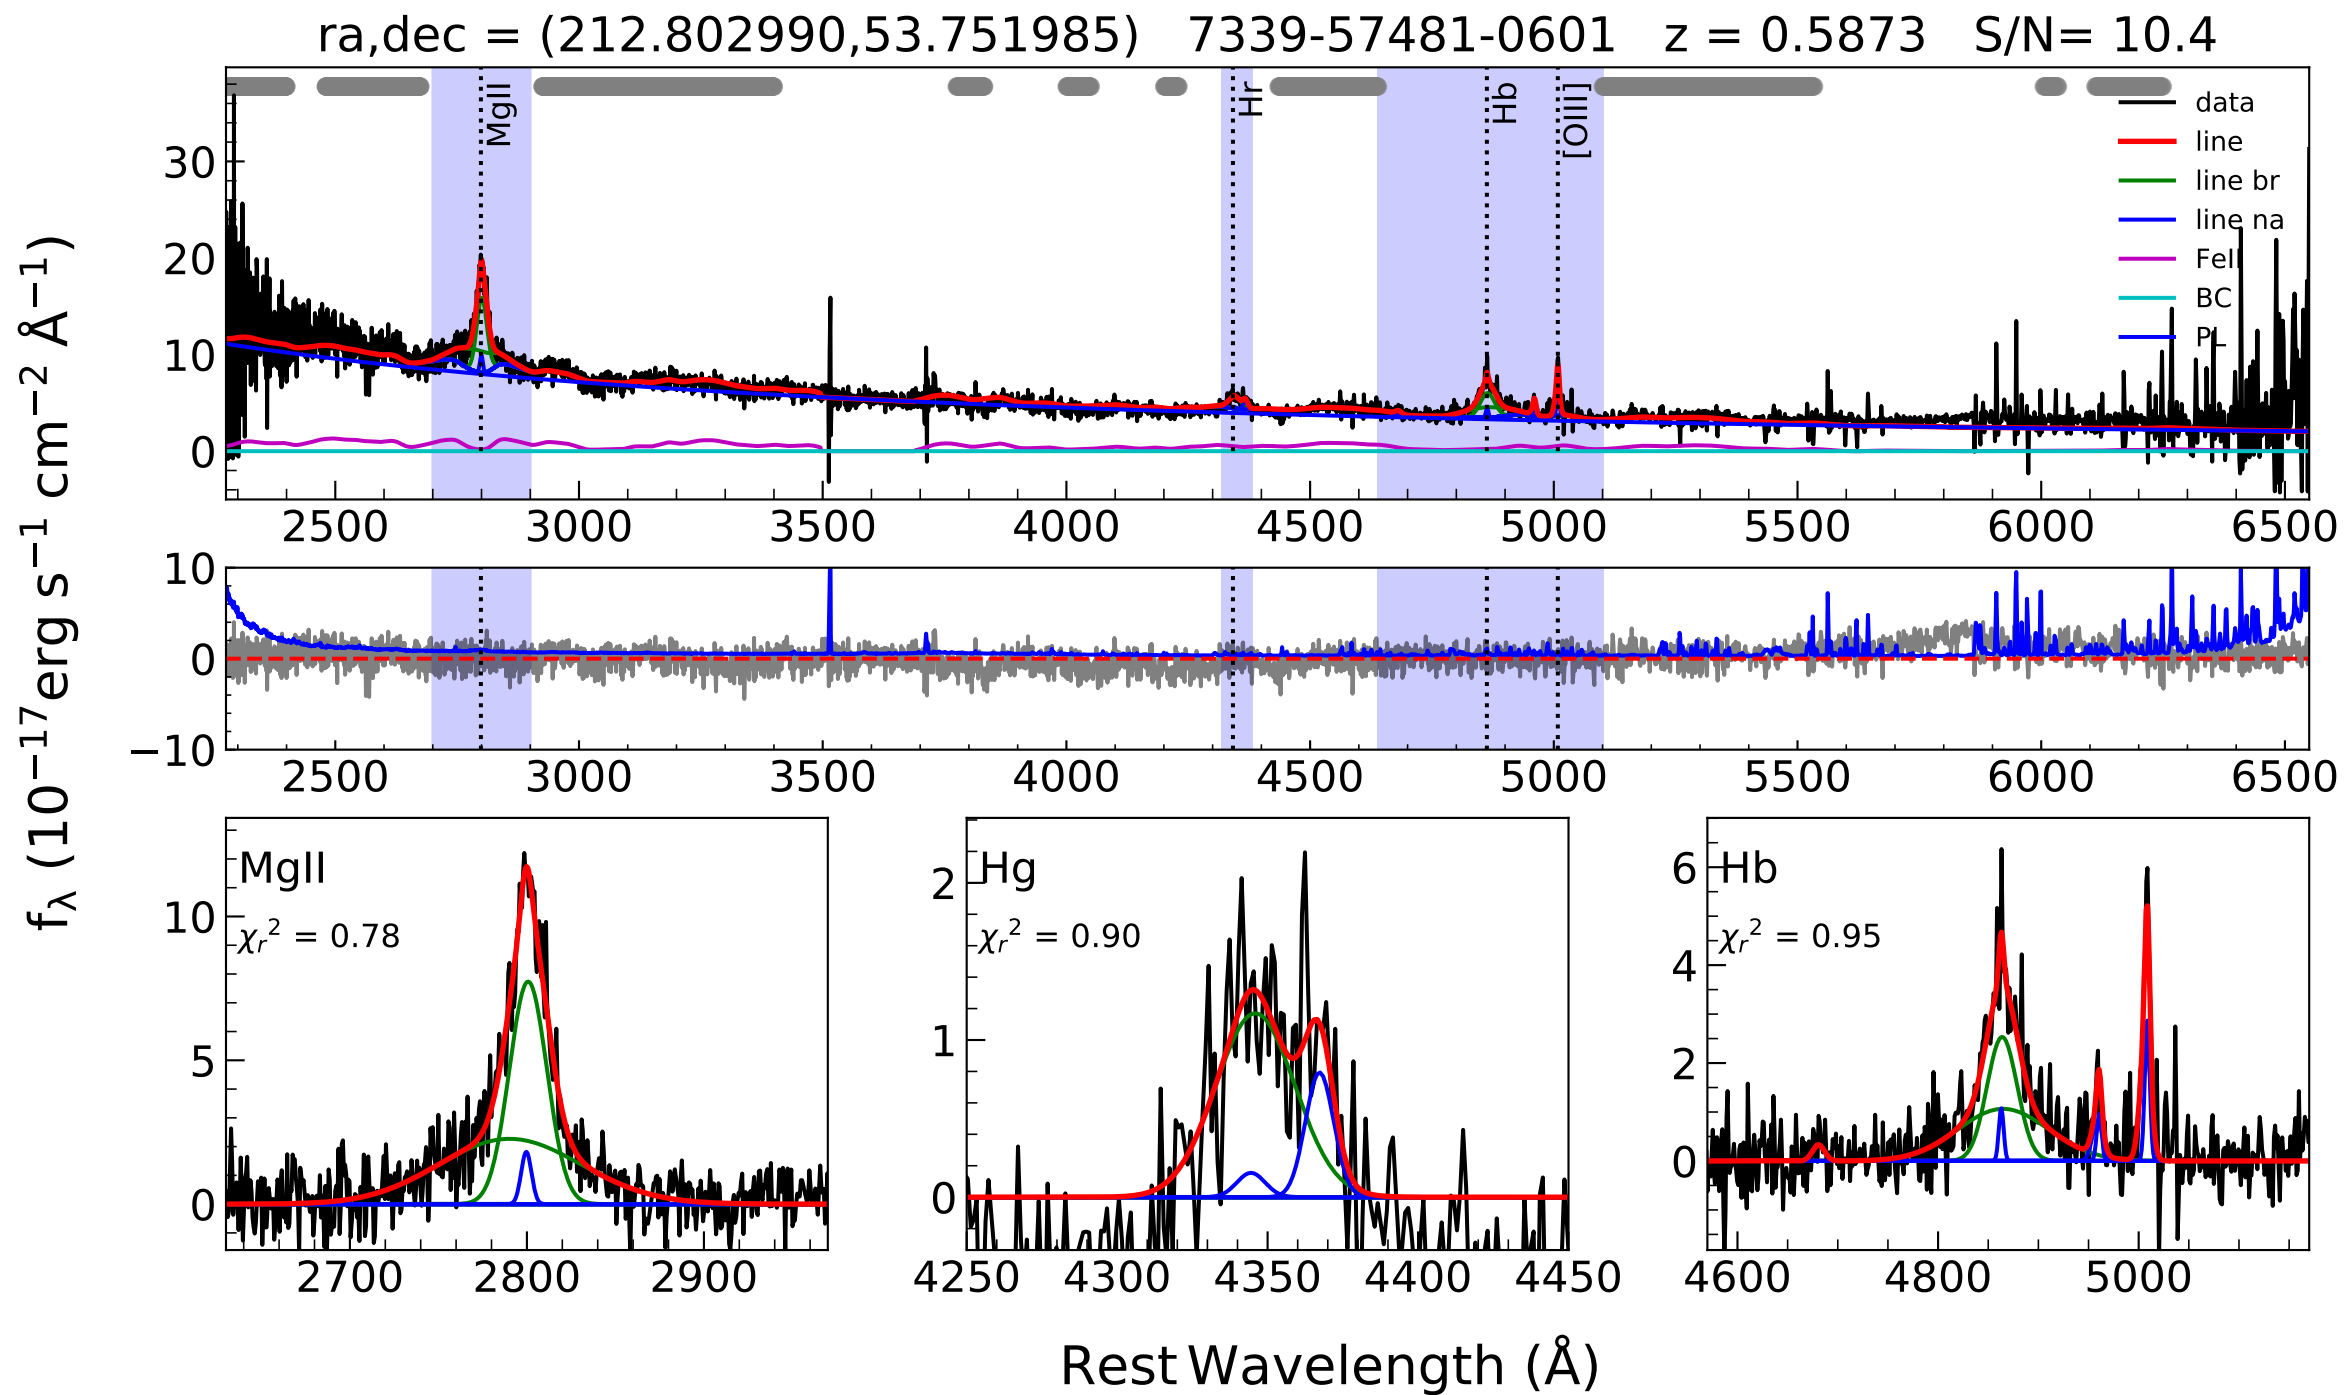 ra,dec = (212.802990,53.751985) 7339-57481-0601 z = 0.5873 S/N= 10.4
MgII
Hr
Hb
[OIII]
data
line
line br
line na
FeII
BC
PL
30
20
10
0
2500 3000 3500 4000 4500 5000 5500 6000 6500
10
0
−10
2500 3000 3500 4000 4500 5000 5500 6000 6500
f_λ (10⁻¹⁷erg s⁻¹ cm⁻² Å⁻¹)
MgII
χ_r² = 0.78
10
5
0
2700 2800 2900
Hg
χ_r² = 0.90
2
1
0
4250 4300 4350 4400 4450
Hb
χ_r² = 0.95
6
4
2
0
4600 4800 5000
Rest Wavelength (Å)